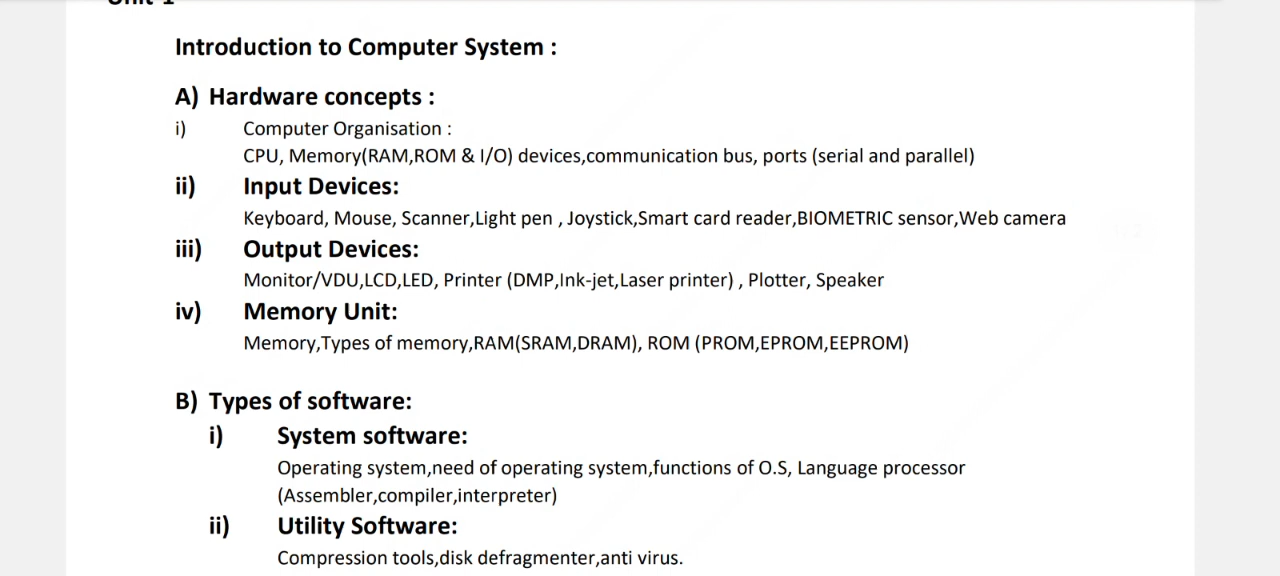 Unit-1
Introduction to Computer System :
A) Hardware concepts :
i) Computer Organisation :
CPU, Memory(RAM,ROM & I/O) devices,communication bus, ports (serial and parallel)
ii) Input Devices:
Keyboard, Mouse, Scanner,Light pen , Joystick,Smart card reader,BIOMETRIC sensor,Web camera
iii) Output Devices:
Monitor/VDU,LCD,LED, Printer (DMP,Ink-jet,Laser printer) , Plotter, Speaker
iv) Memory Unit:
Memory,Types of memory,RAM(SRAM,DRAM), ROM (PROM,EPROM,EEPROM)
B) Types of software:
i) System software:
Operating system,need of operating system,functions of O.S, Language processor
(Assembler,compiler,interpreter)
ii) Utility Software:
Compression tools,disk defragmenter,anti virus.